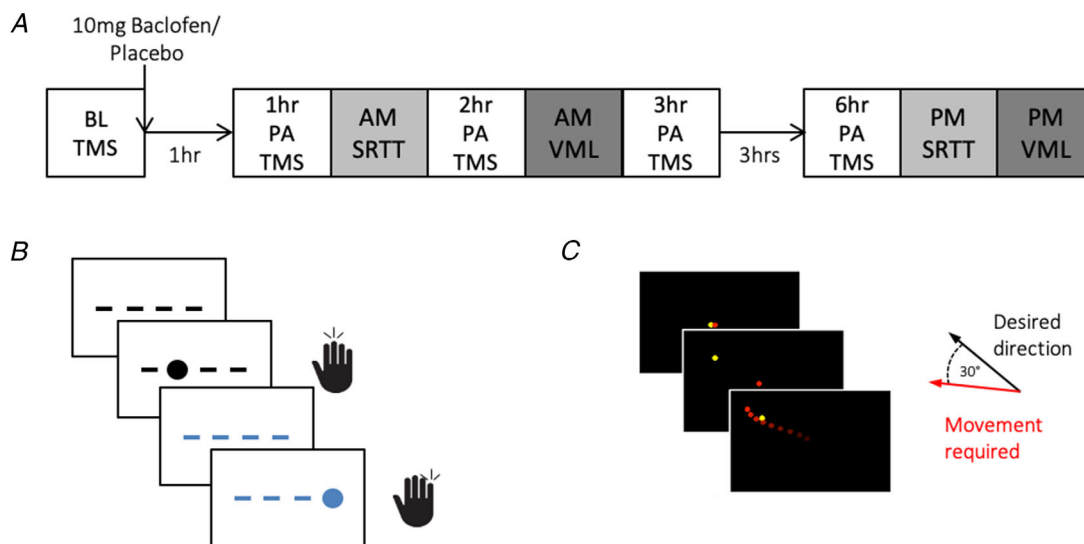 A
10mg Baclofen/
Placebo
BL
TMS
1hr
1hr
PA
TMS
AM
SRTT
2hr
PA
TMS
AM
VML
3hr
PA
TMS
3hrs
6hr
PA
TMS
PM
SRTT
PM
VML
B
C
Desired
direction
30°
Movement
required